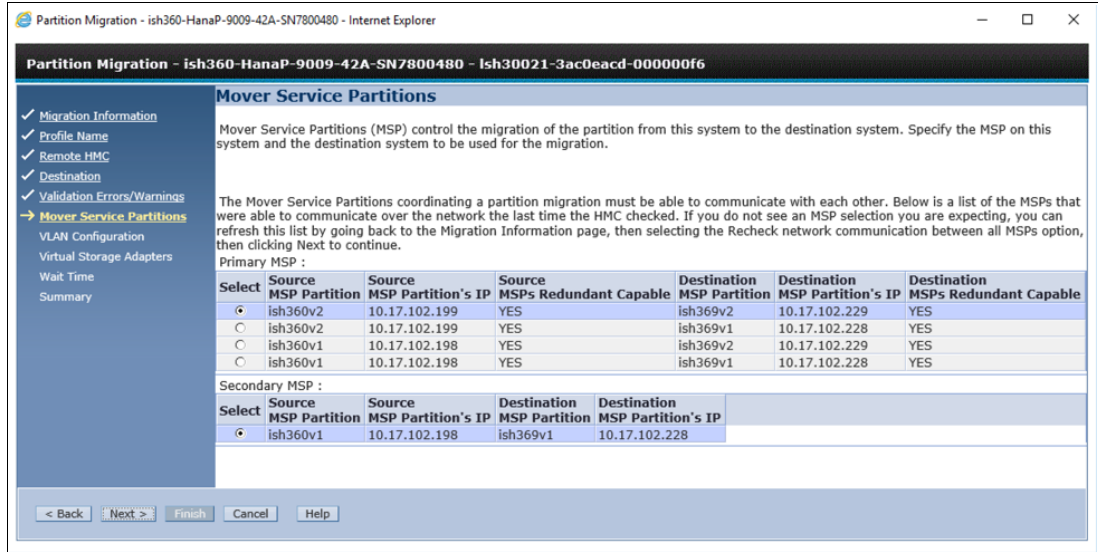 Partition Migration - ish360-HanaP-9009-42A-SN7800480 - Internet Explorer
Partition Migration - ish360-HanaP-9009-42A-SN7800480 - lsh30021-3ac0eacd-000000f6
Migration Information
Profile Name
Remote HMC
Destination
Validation Errors/Warnings
Mover Service Partitions
VLAN Configuration
Virtual Storage Adapters
Wait Time
Summary
Mover Service Partitions
Mover Service Partitions (MSP) control the migration of the partition from this system to the destination system. Specify the MSP on this
system and the destination system to be used for the migration.
The Mover Service Partitions coordinating a partition migration must be able to communicate with each other. Below is a list of the MSPs that
were able to communicate over the network the last time the HMC checked. If you do not see an MSP selection you are expecting, you can
refresh this list by going back to the Migration Information page, then selecting the Recheck network communication between all MSPs option,
then clicking Next to continue.
Primary MSP :
Select Source MSP Partition Source MSP Partition's IP Source MSPs Redundant Capable Destination MSP Partition Destination MSP Partition's IP Destination MSPs Redundant Capable
ish360v2 10.17.102.199 YES ish369v2 10.17.102.229 YES
ish360v2 10.17.102.199 YES ish369v1 10.17.102.228 YES
ish360v1 10.17.102.198 YES ish369v2 10.17.102.229 YES
ish360v1 10.17.102.198 YES ish369v1 10.17.102.228 YES
Secondary MSP :
Select Source MSP Partition Source MSP Partition's IP Destination MSP Partition Destination MSP Partition's IP
ish360v1 10.17.102.198 ish369v1 10.17.102.228
< Back Next > Finish Cancel Help